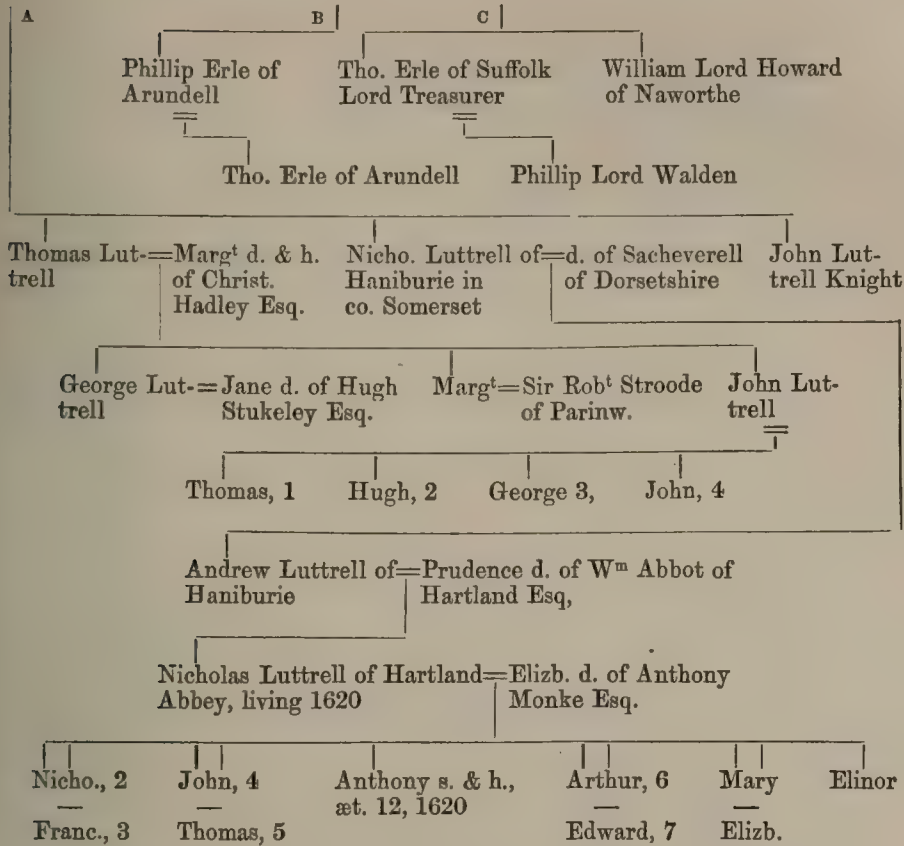 A B C
Phillip Erle of Tho. Erle of Suffolk William Lord Howard
Arundell Lord Treasurer of Naworthe
Tho. Erle of Arundell Phillip Lord Walden
Thomas Lut-=Margᵗ d. & h. Nicho. Luttrell of=d. of Sacheverell John Lut-
trell of Christ. Haniburie in of Dorsetshire trell Knight
Hadley Esq. co. Somerset
George Lut-=Jane d. of Hugh Margᵗ=Sir Robᵗ Stroode John Lut-
trell Stukeley Esq. of Parinw. trell
Thomas, 1 Hugh, 2 George 3, John, 4
Andrew Luttrell of=Prudence d. of Wᵐ Abbot of
Haniburie Hartland Esq,
Nicholas Luttrell of Hartland=Elizb. d. of Anthony
Abbey, living 1620 Monke Esq.
Nicho., 2 John, 4 Anthony s. & h., Arthur, 6 Mary Elinor
æt. 12, 1620
Franc., 3 Thomas, 5 Edward, 7 Elizb.